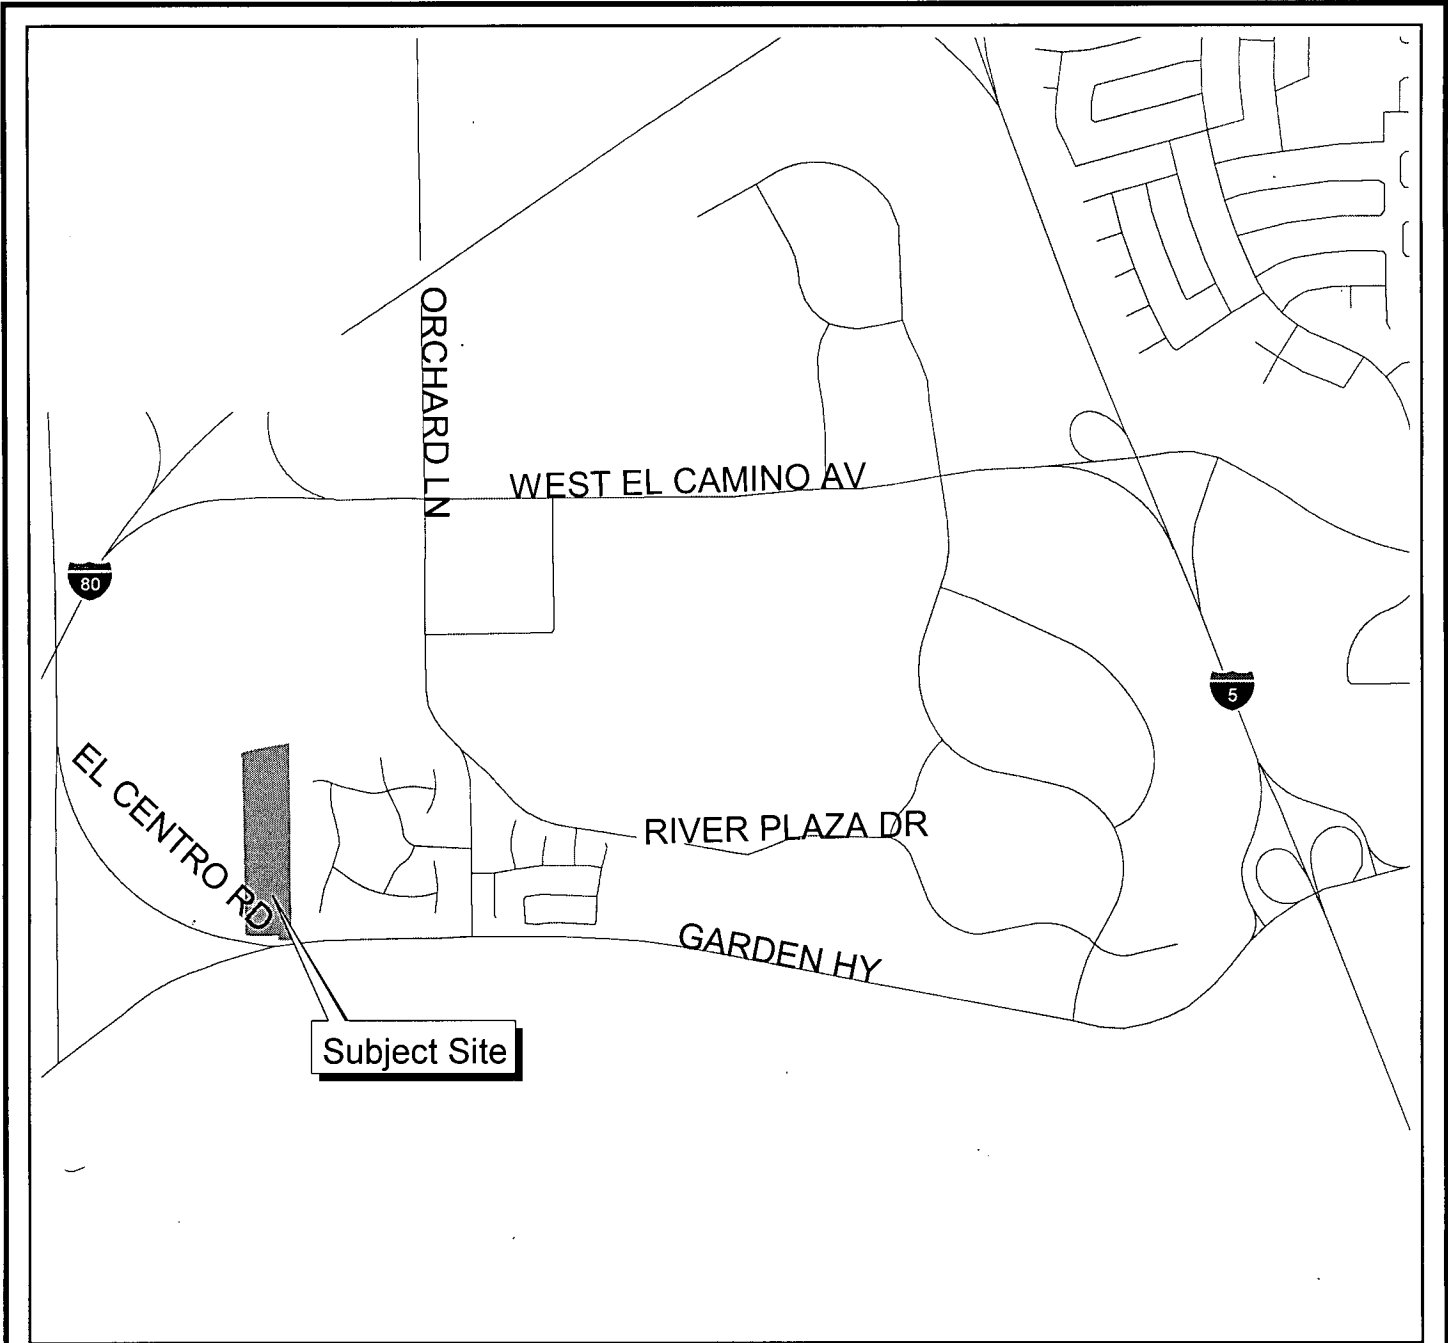 ORCHARD LN
WEST EL CAMINO AV
80
5
EL CENTRO RD
RIVER PLAZA DR
GARDEN HY
Subject Site